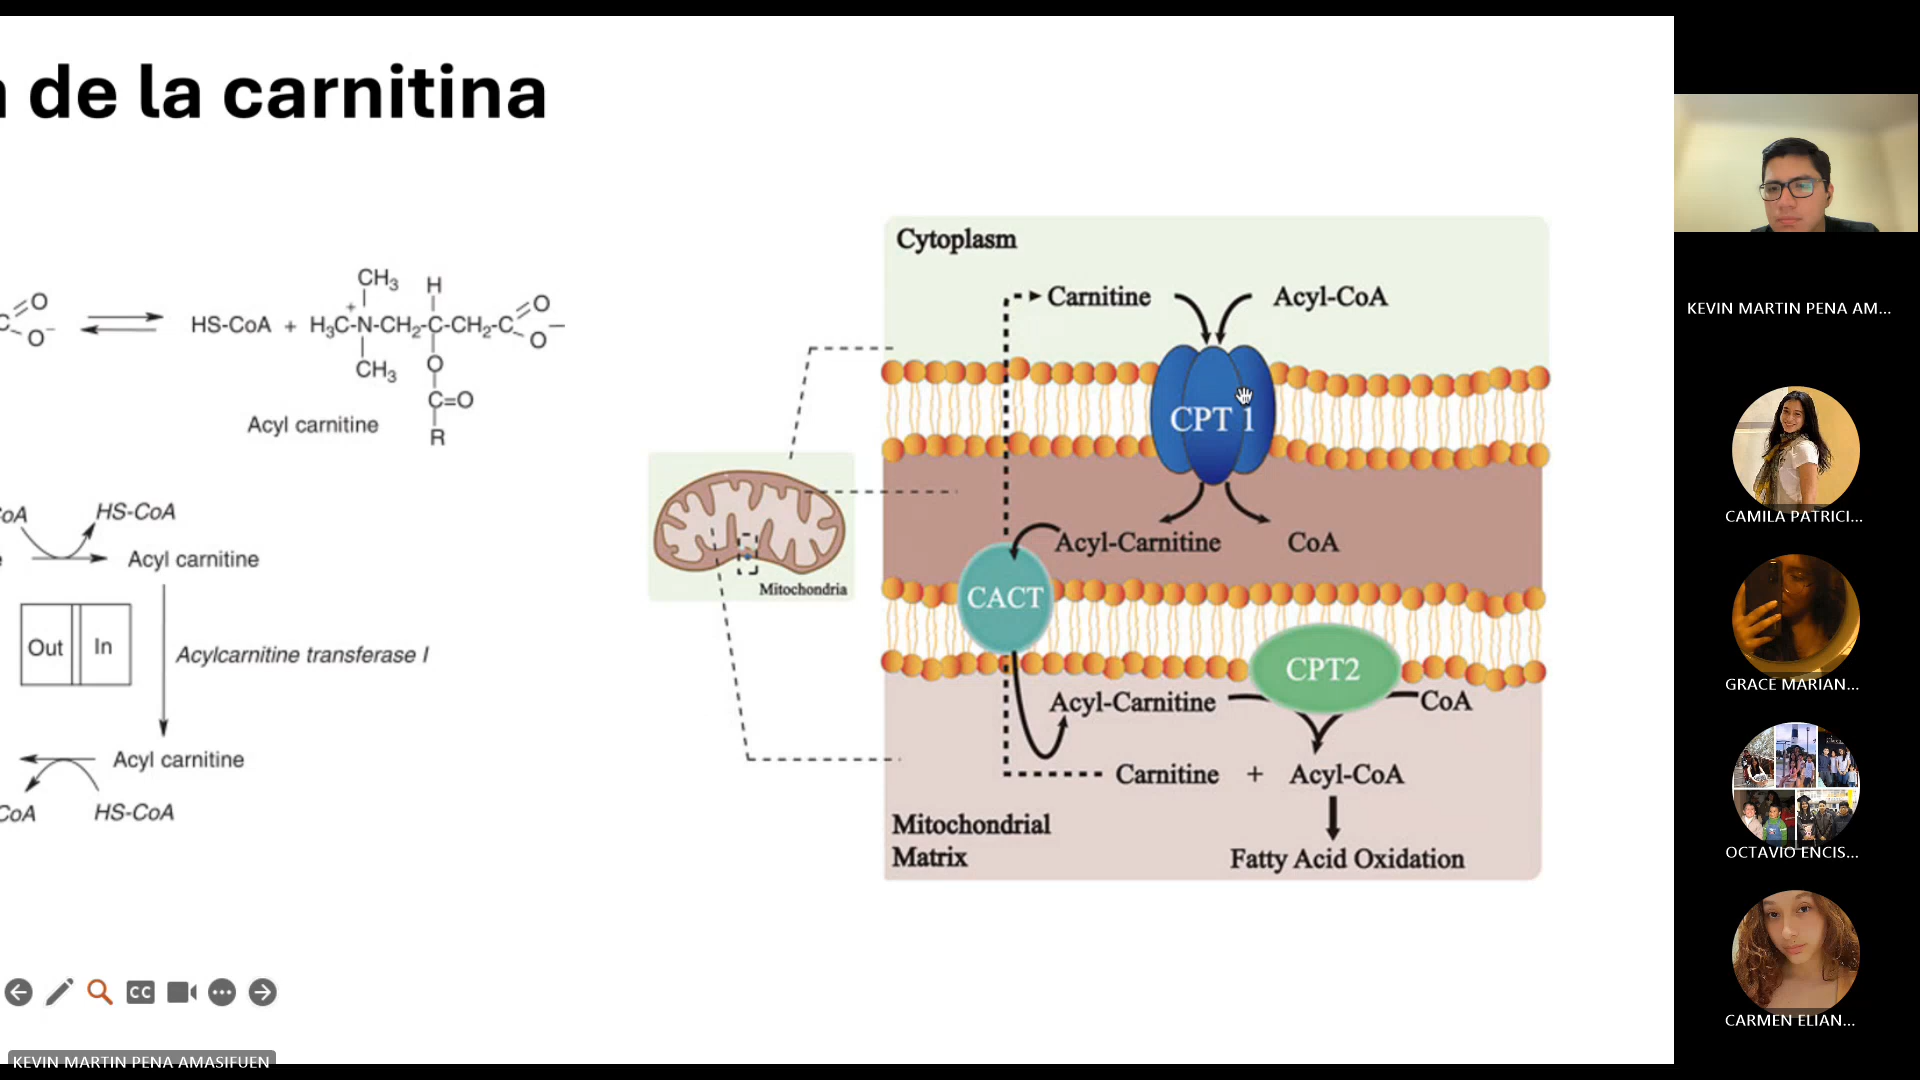 de la carnitina
Cytoplasm
Carnitine
Acyl-CoA
CPT 1
Acyl-Carnitine
CoA
CACT
CPT2
Acyl-Carnitine
CoA
Carnitine + Acyl-CoA
Mitochondrial
Matrix
Fatty Acid Oxidation
Mitochondria
CH3
H
C
O
O-
HS-CoA + H3C-N-CH2-C-CH2-C
+
O
O
CH3
O
C=O
R
Acyl carnitine
oA
HS-CoA
Acyl carnitine
Out
In
Acylcarnitine transferase I
Acyl carnitine
CoA
HS-CoA
CC
KEVIN MARTIN PENA AMASIFUEN
KEVIN MARTIN PENA AM...
CAMILA PATRICI...
GRACE MARIAN...
OCTAVIO ENCIS...
CARMEN ELIAN...